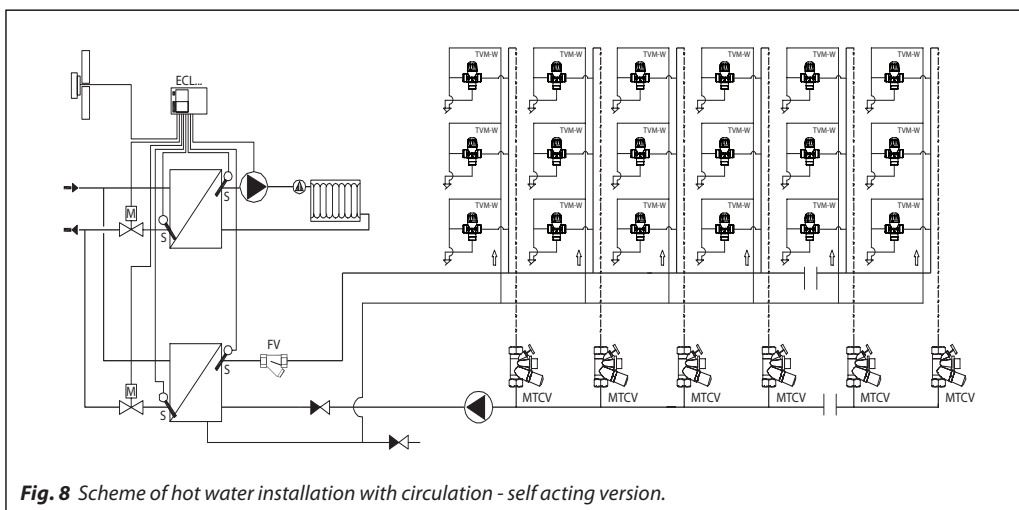 TVM-W TVM-W TVM-W TVM-W TVM-W TVM-W
ECL...
TVM-W TVM-W TVM-W TVM-W TVM-W TVM-W
S
M
TVM-W TVM-W TVM-W TVM-W TVM-W TVM-W
S
FV
S
M
S
MTCV MTCV MTCV MTCV MTCV MTCV
Fig. 8 Scheme of hot water installation with circulation - self acting version.